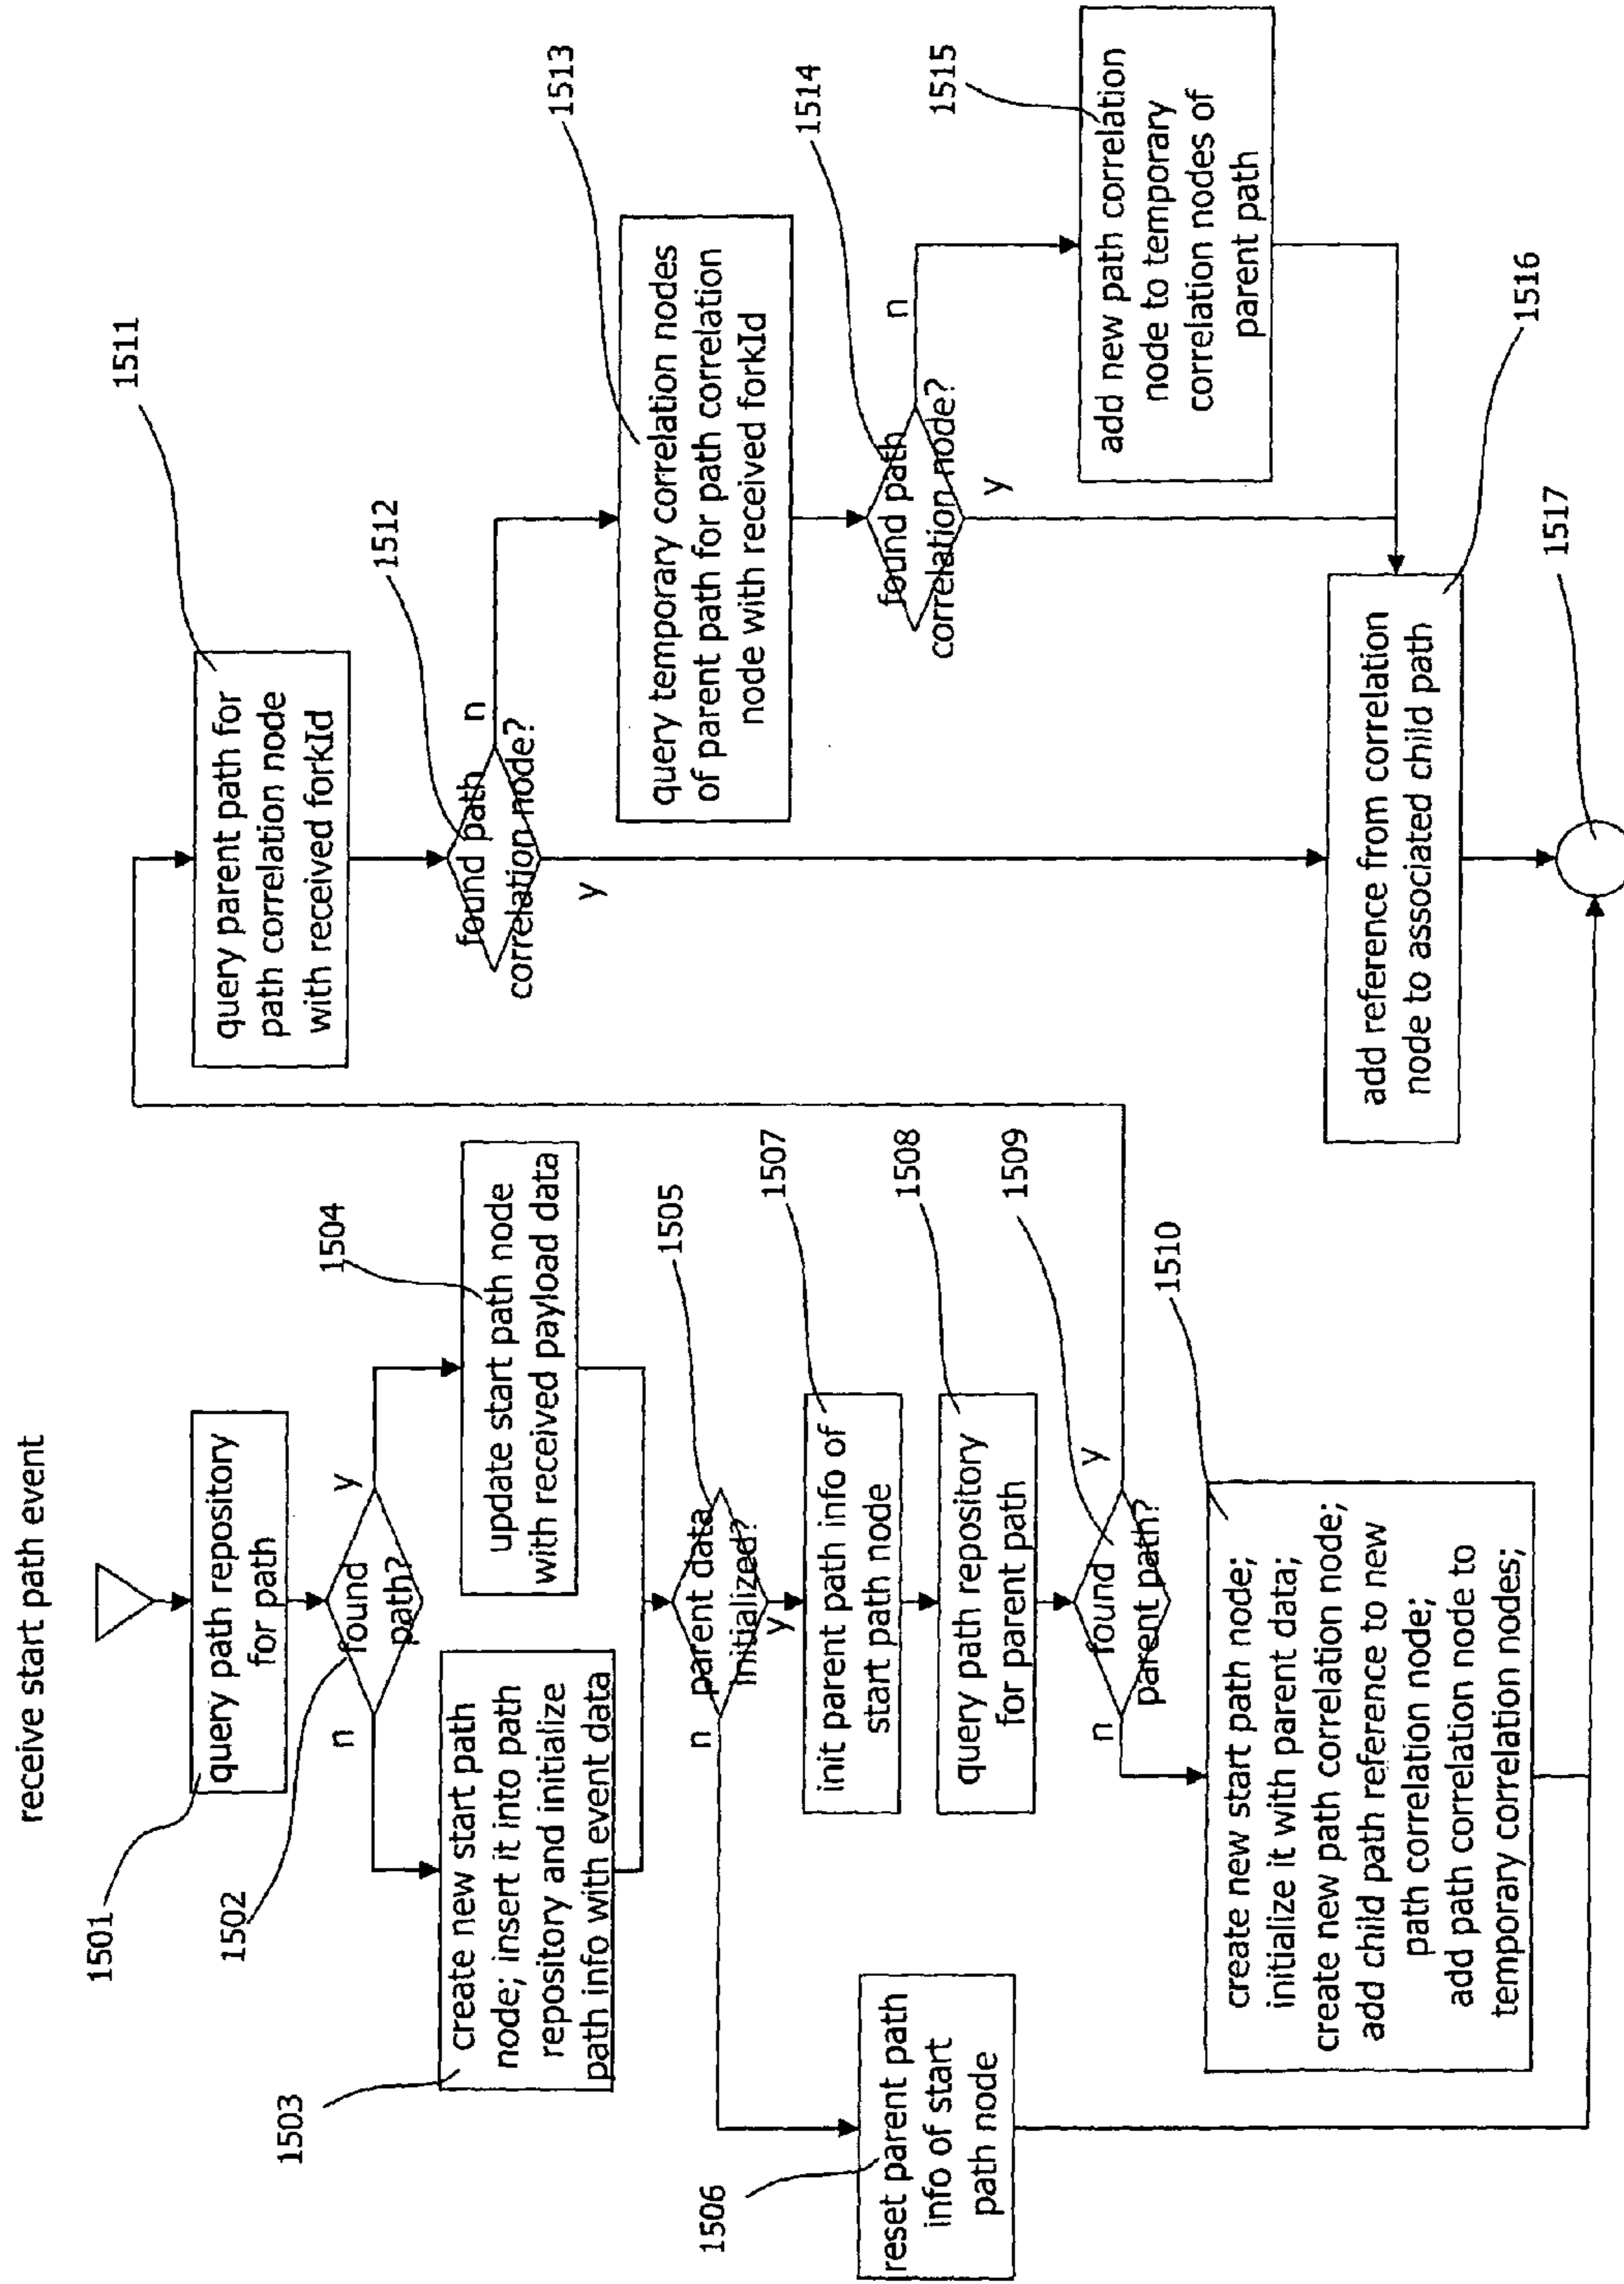 receive start path event
1501
query path repository
for path
1502
found
path?
n
y
1503
create new start path
node; insert it into path
repository and initialize
path info with event data
1504
update start path node
with received payload data
1505
parent data
initialized?
n
y
1506
reset parent path
info of start
path node
1507
init parent path info of
start path node
1508
query path repository
for parent path
1509
found
parent path?
n
y
1510
create new start path node;
initialize it with parent data;
create new path correlation node;
add child path reference to new
path correlation node;
add path correlation node to
temporary correlation nodes;
1511
query parent path for
path correlation node
with received forkId
1512
found path
correlation node?
n
y
1513
query temporary correlation nodes
of parent path for path correlation
node with received forkId
1514
found path
correlation node?
n
y
1515
add new path correlation
node to temporary
correlation nodes of
parent path
1516
add reference from correlation
node to associated child path
1517